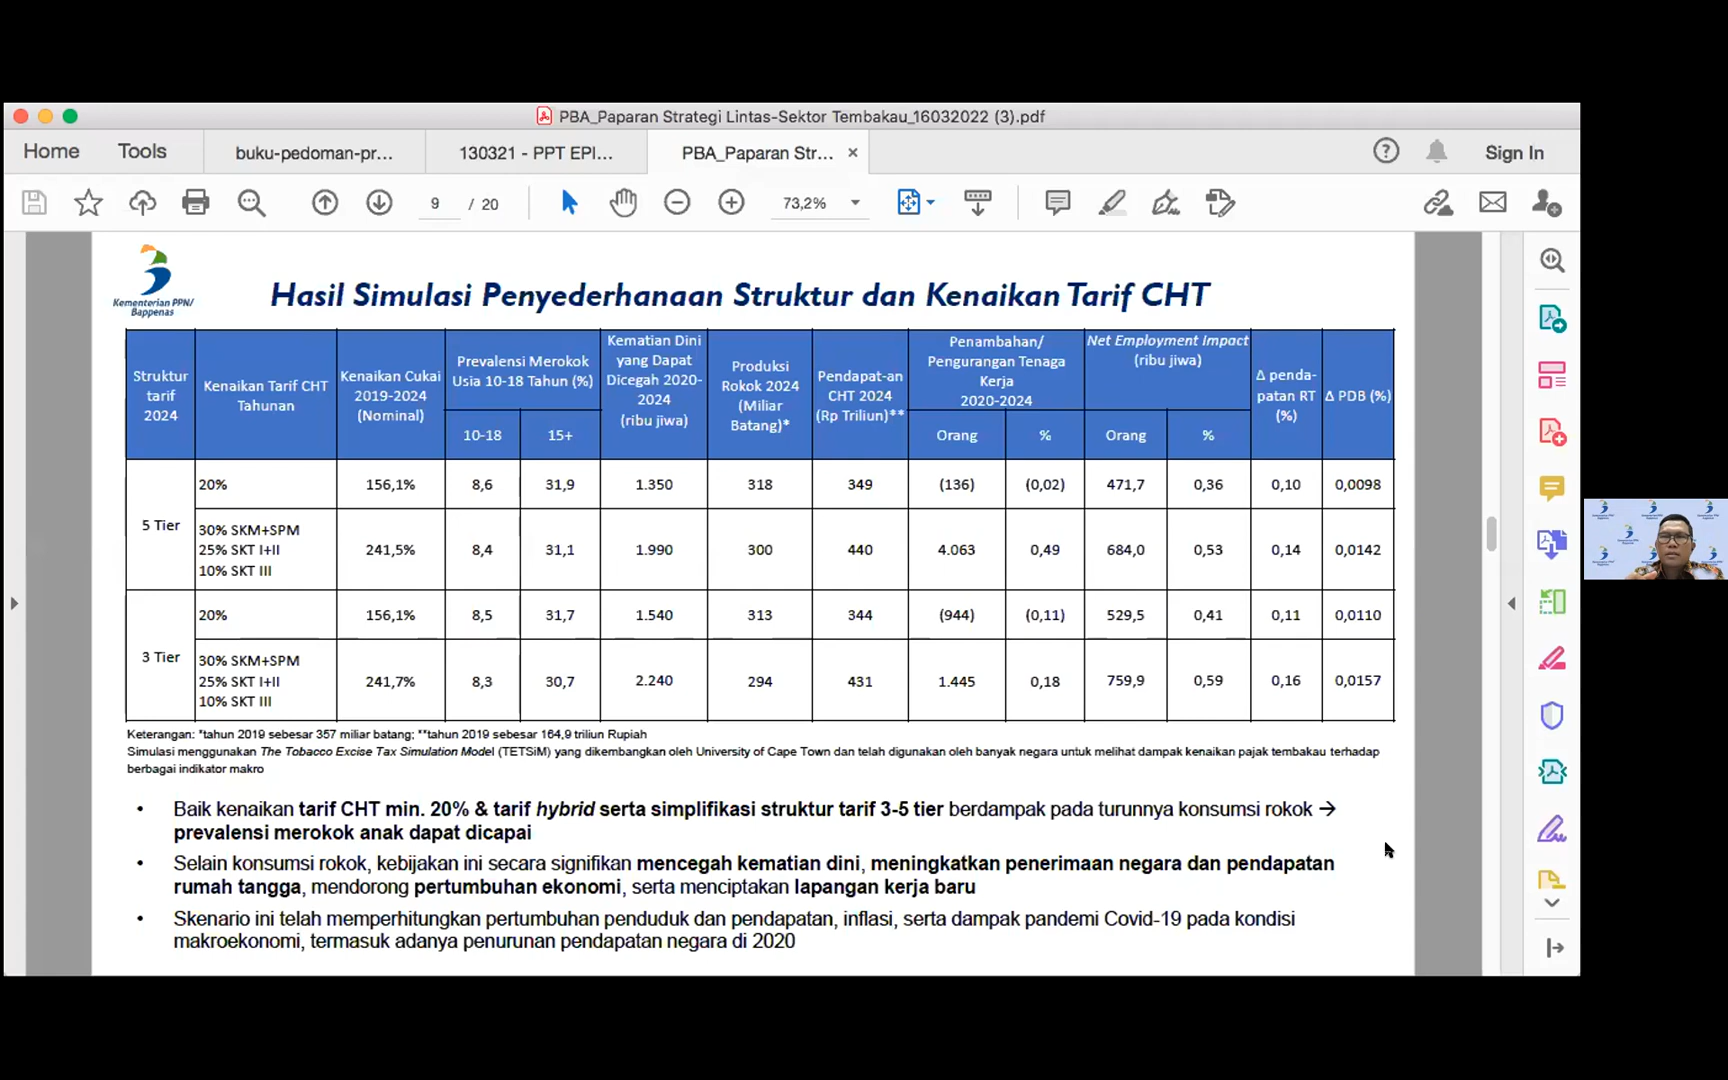 PBA_Paparan Strategi Lintas-Sektor Tembakau_16032022 (3).pdf
Home Tools buku-pedoman-pr... 130321 - PPT EPI... PBA_Paparan Str... × Sign In
9 / 20 73,2%
Kementerian PPN/
Bappenas
Hasil Simulasi Penyederhanaan Struktur dan Kenaikan Tarif CHT
Struktur tarif 2024 | Kenaikan Tarif CHT Tahunan | Kenaikan Cukai 2019-2024 (Nominal) | Prevalensi Merokok Usia 10-18 Tahun (%) | Kematian Dini yang Dapat Dicegah 2020-2024 (ribu jiwa) | Produksi Rokok 2024 (Miliar Batang)* | Pendapat-an CHT 2024 (Rp Triliun)** | Penambahan/ Pengurangan Tenaga Kerja 2020-2024 | Net Employment Impact (ribu jiwa) | Δ penda-patan RT (%) | Δ PDB (%)
10-18 | 15+ | Orang | % | Orang | %
5 Tier
20% | 156,1% | 8,6 | 31,9 | 1.350 | 318 | 349 | (136) | (0,02) | 471,7 | 0,36 | 0,10 | 0,0098
30% SKM+SPM
25% SKT I+II
10% SKT III
241,5% | 8,4 | 31,1 | 1.990 | 300 | 440 | 4.063 | 0,49 | 684,0 | 0,53 | 0,14 | 0,0142
3 Tier
20% | 156,1% | 8,5 | 31,7 | 1.540 | 313 | 344 | (944) | (0,11) | 529,5 | 0,41 | 0,11 | 0,0110
30% SKM+SPM
25% SKT I+II
10% SKT III
241,7% | 8,3 | 30,7 | 2.240 | 294 | 431 | 1.445 | 0,18 | 759,9 | 0,59 | 0,16 | 0,0157
Keterangan: *tahun 2019 sebesar 357 miliar batang; **tahun 2019 sebesar 164,9 triliun Rupiah
Simulasi menggunakan The Tobacco Excise Tax Simulation Model (TETSiM) yang dikembangkan oleh University of Cape Town dan telah digunakan oleh banyak negara untuk melihat dampak kenaikan pajak tembakau terhadap
berbagai indikator makro
• Baik kenaikan tarif CHT min. 20% & tarif hybrid serta simplifikasi struktur tarif 3-5 tier berdampak pada turunnya konsumsi rokok →
prevalensi merokok anak dapat dicapai
• Selain konsumsi rokok, kebijakan ini secara signifikan mencegah kematian dini, meningkatkan penerimaan negara dan pendapatan
rumah tangga, mendorong pertumbuhan ekonomi, serta menciptakan lapangan kerja baru
• Skenario ini telah memperhitungkan pertumbuhan penduduk dan pendapatan, inflasi, serta dampak pandemi Covid-19 pada kondisi
makroekonomi, termasuk adanya penurunan pendapatan negara di 2020